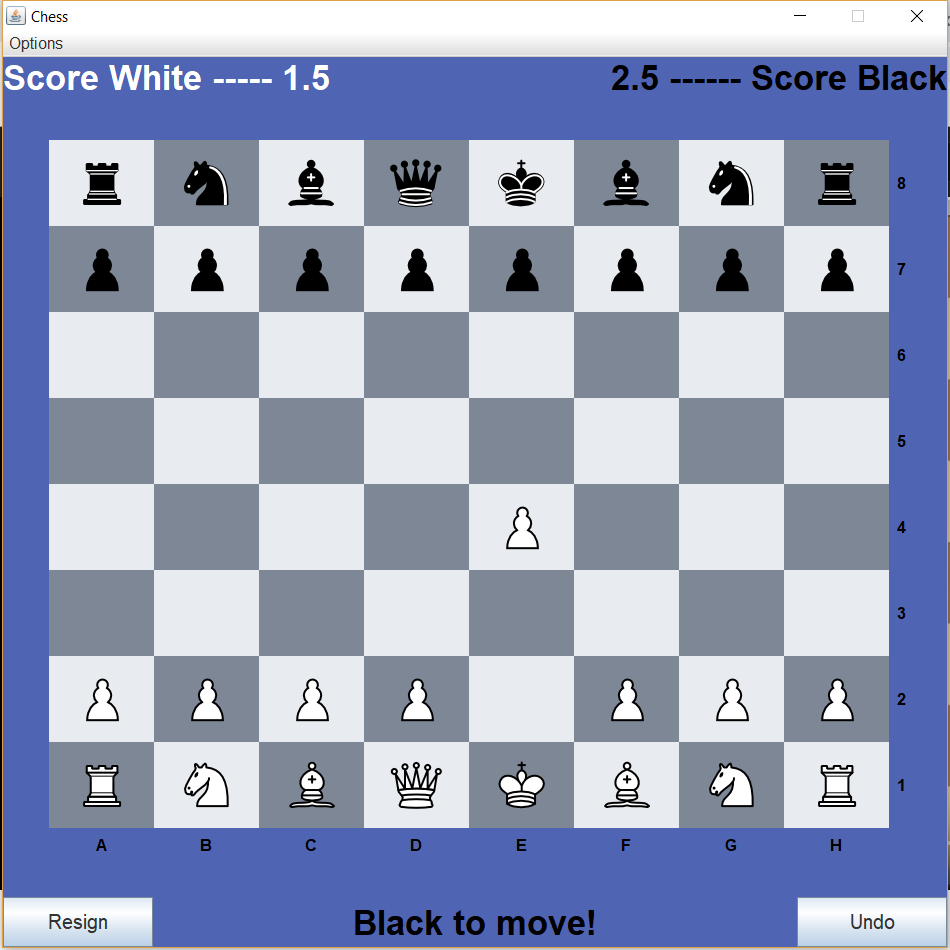 Chess
Options
Score White ----- 1.5
2.5 ------ Score Black
8
7
6
5
4
3
2
1
A B C D E F G H
Resign
Black to move!
Undo